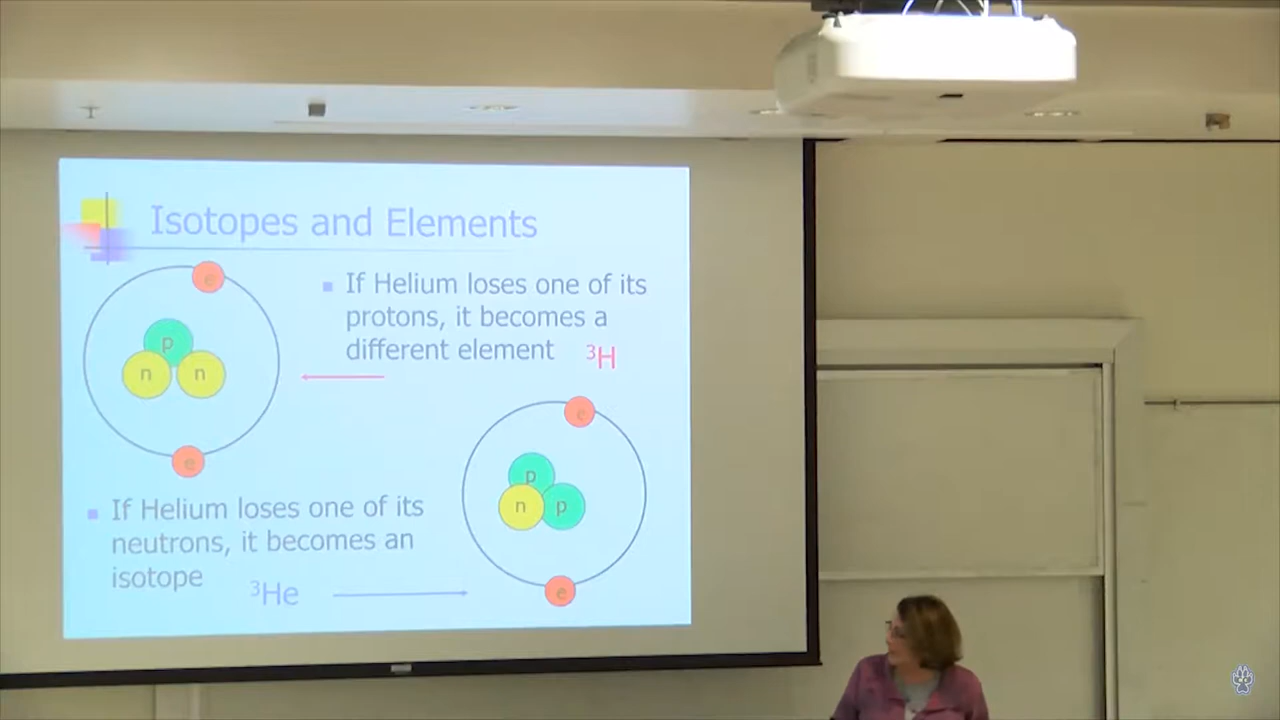 Isotopes and Elements
e
p
n n
e
If Helium loses one of its
protons, it becomes a
different element ³H
e
p
n p
e
If Helium loses one of its
neutrons, it becomes an
isotope
³He